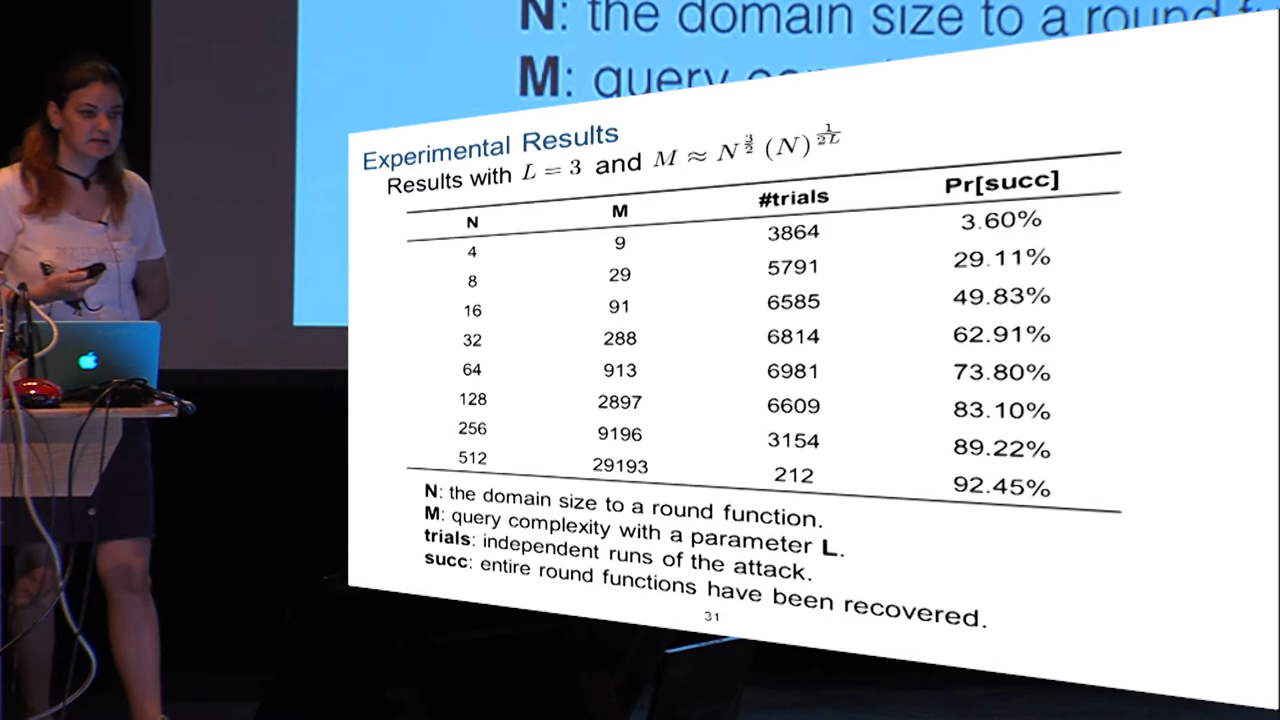 N: the domain size to a round f
M: query
Experimental Results
Results with L = 3 and M ≈ N^{3/2} (N)^{1/2L}
N M #trials Pr[succ]
4 9 3864 3.60%
8 29 5791 29.11%
16 91 6585 49.83%
32 288 6814 62.91%
64 913 6981 73.80%
128 2897 6609 83.10%
256 9196 3154 89.22%
512 29193 212 92.45%
N: the domain size to a round function.
M: query complexity with a parameter L.
trials: independent runs of the attack.
succ: entire round functions have been recovered.
31